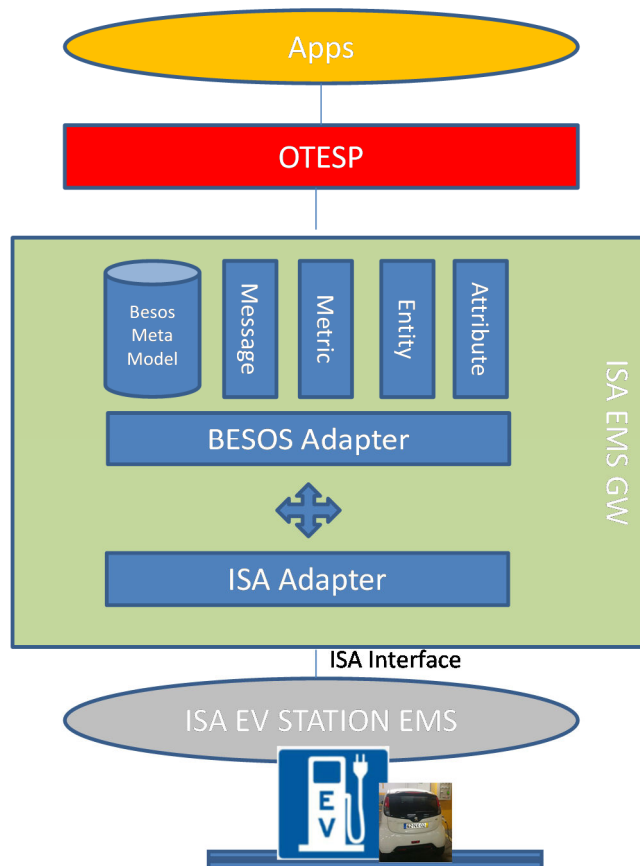 Apps
OTESP
Besos
Meta
Model
Message
Metric
Entity
Attribute
BESOS Adapter
ISA EMS GW
ISA Adapter
ISA Interface
ISA EV STATION EMS
E
V